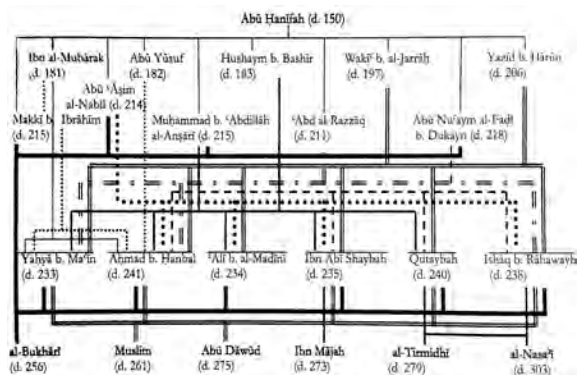 Abū Ḥanīfah (d. 150)
Ibn al-Mubārak
(d. 181)
Abū Yūsuf
(d. 182)
Hushaym b. Bashīr
(d. 183)
Wakīʿ b. al-Jarrāḥ
(d. 197)
Yazīd b. Hārūn
(d. 206)
Abū ʿĀṣim
al-Nabīl (d. 214)
Makkī b. Ibrāhīm
(d. 215)
Muḥammad b. ʿAbdillāh
al-Anṣārī (d. 215)
ʿAbd al-Razzāq
(d. 211)
Abū Nuʿaym al-Faḍl
b. Dukayn (d. 218)
Yaḥyā b. Maʿīn
(d. 233)
Aḥmad b. Ḥanbal
(d. 241)
ʿAlī b. al-Madīnī
(d. 234)
Ibn Abī Shaybah
(d. 235)
Qutaybah
(d. 240)
Isḥāq b. Rāhawayh
(d. 238)
al-Bukhārī
(d. 256)
Muslim
(d. 261)
Abū Dāwūd
(d. 275)
Ibn Mājah
(d. 273)
al-Tirmidhī
(d. 279)
al-Nasaʾī
(d. 303)